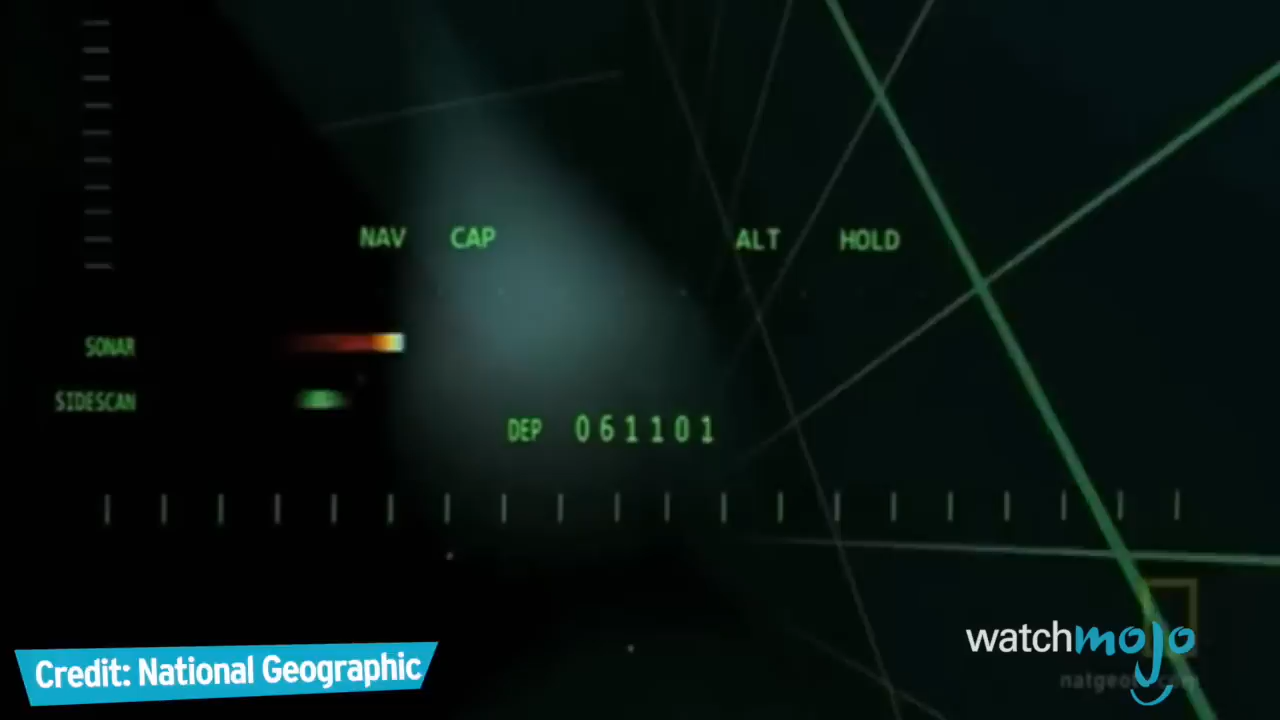 NAV CAP ALT HOLD
SONAR
SIDESCAN
DEP 061101
watchmojo
Credit: National Geographic